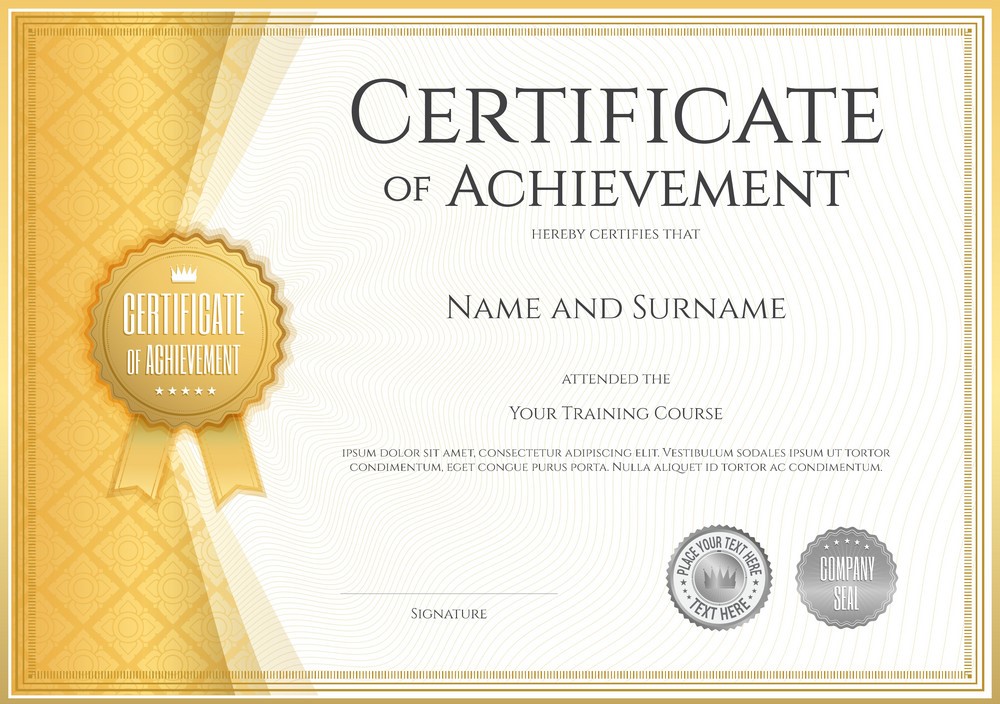 Certificate
of Achievement
hereby certifies that
Name and Surname
attended the
Your Training Course
ipsum dolor sit amet, consectetur adipiscing elit. Vestibulum sodales ipsum ut tortor
condimentum, eget congue purus porta. Nulla aliquet id tortor ac condimentum.
CERTIFICATE
OF ACHIEVEMENT
Signature
PLACE YOUR TEXT HERE
TEXT HERE
COMPANY
SEAL